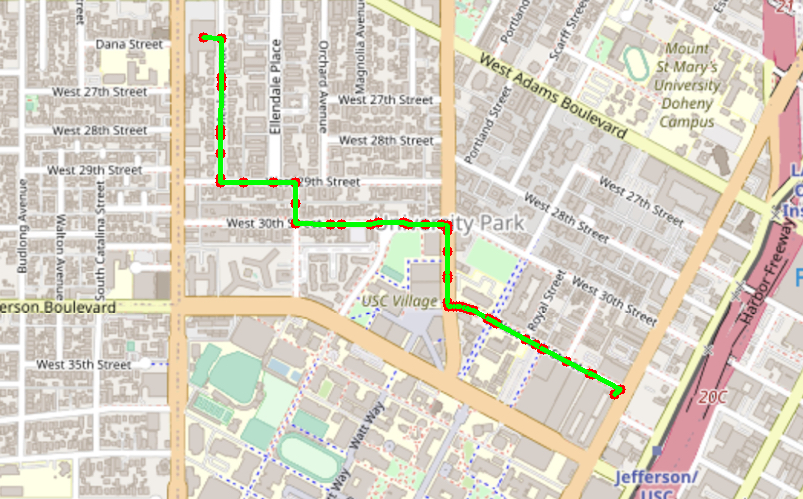 Dana Street
West 27th Street
West 28th Street
West 29th Street
Budlong Avenue
Walton Avenue
South Catalina Street
Ellendale Place
Orchard Avenue
Magnolia Avenue
West 27th Street
West 28th Street
29th Street
West 30th
University Park
USC Village
erson Boulevard
West 35th Street
Watt Way
Way
Portland
Portland Street
Scarff Street
West Adams Boulevard
Mount
St Mary's
University
Doheny
Campus
West 27th Street
West 28th Street
West 30th Street
Royal Street
Harbor Freeway
20C
Jefferson/
USC